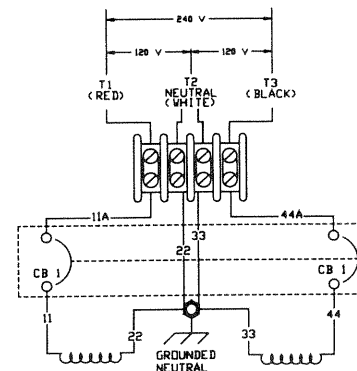 240 V
120 V 120 V
T1 T2 T3
(RED) NEUTRAL (BLACK)
(WHITE)
11A 33 44A
22
CB 1 CB 1
11 22 33 44
GROUNDED
NEUTRAL